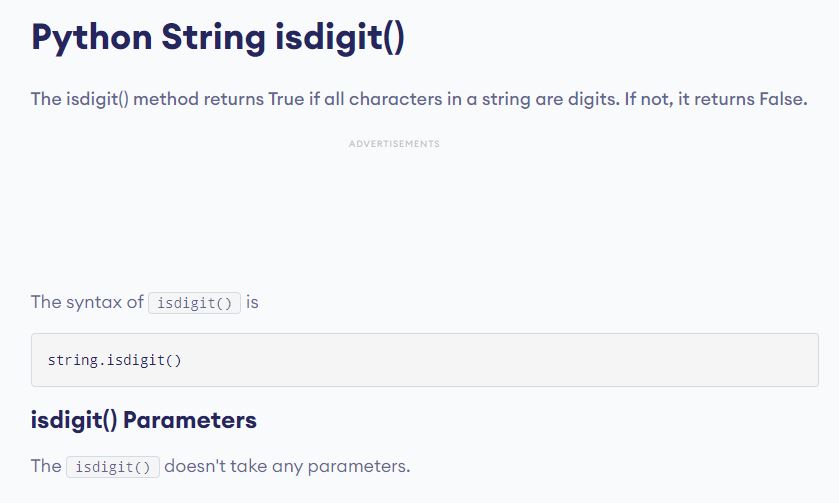 Python String isdigit()
The isdigit() method returns True if all characters in a string are digits. If not, it returns False.
ADVERTISEMENTS
The syntax of isdigit() is
string.isdigit()
isdigit() Parameters
The isdigit() doesn't take any parameters.